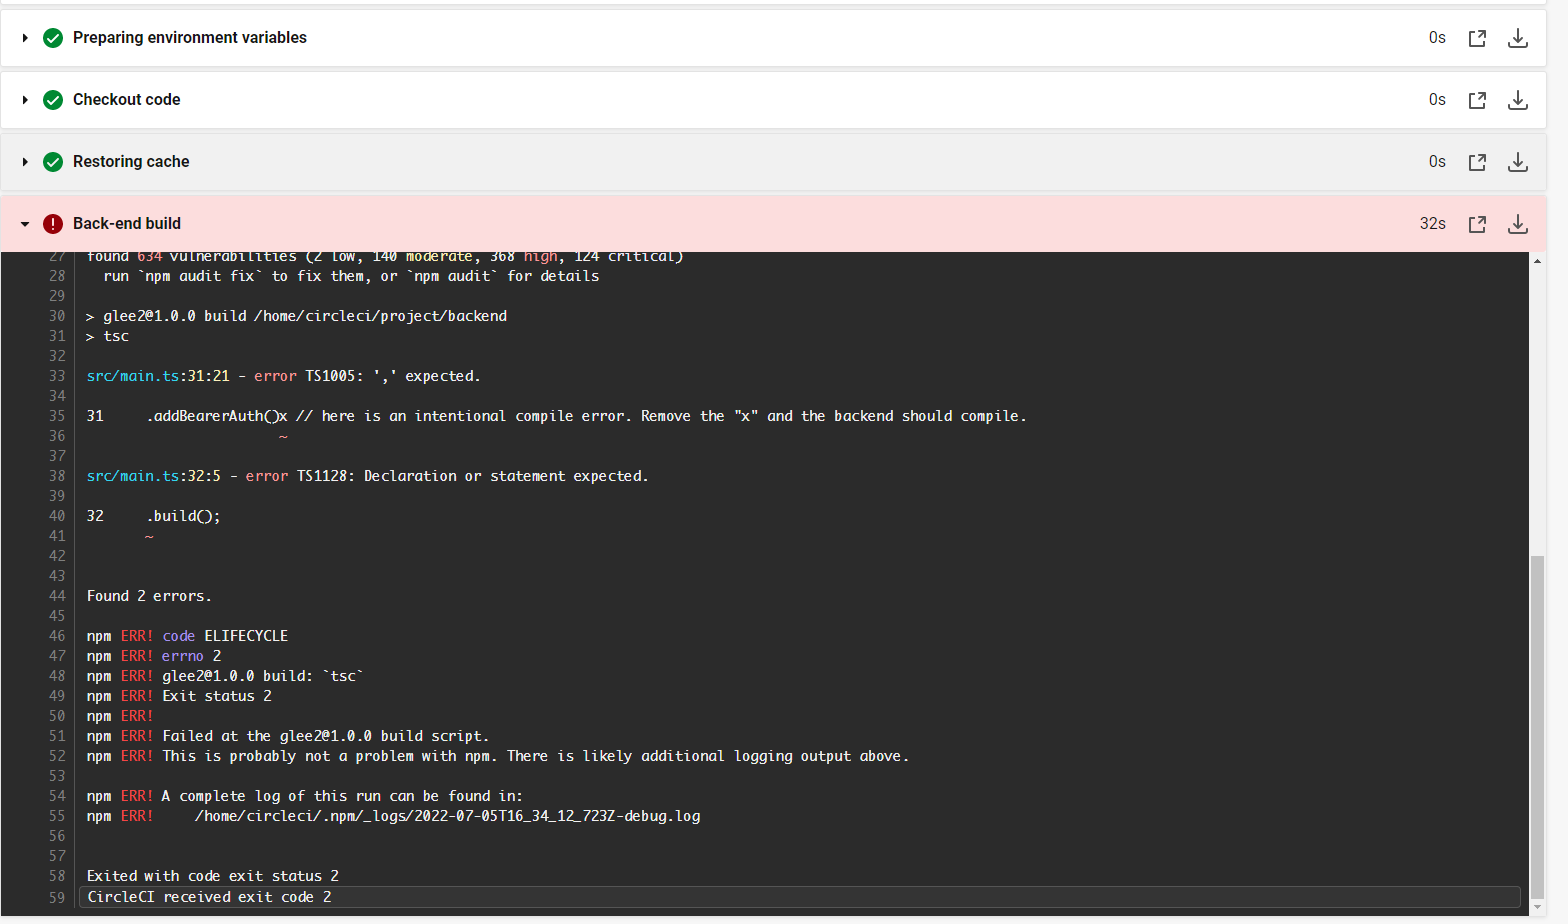 Preparing environment variables 0s
Checkout code 0s
Restoring cache 0s
Back-end build 32s
27 found 634 vulnerabilities (2 low, 140 moderate, 368 high, 124 critical)
28 run `npm audit fix` to fix them, or `npm audit` for details
29
30 > glee2@1.0.0 build /home/circleci/project/backend
31 > tsc
32
33 src/main.ts:31:21 - error TS1005: ',' expected.
34
35 31 .addBearerAuth()x // here is an intentional compile error. Remove the "x" and the backend should compile.
36 ~
37
38 src/main.ts:32:5 - error TS1128: Declaration or statement expected.
39
40 32 .build();
41 ~
42
43
44 Found 2 errors.
45
46 npm ERR! code ELIFECYCLE
47 npm ERR! errno 2
48 npm ERR! glee2@1.0.0 build: `tsc`
49 npm ERR! Exit status 2
50 npm ERR!
51 npm ERR! Failed at the glee2@1.0.0 build script.
52 npm ERR! This is probably not a problem with npm. There is likely additional logging output above.
53
54 npm ERR! A complete log of this run can be found in:
55 npm ERR! /home/circleci/.npm/_logs/2022-07-05T16_34_12_723Z-debug.log
56
57
58 Exited with code exit status 2
59 CircleCI received exit code 2